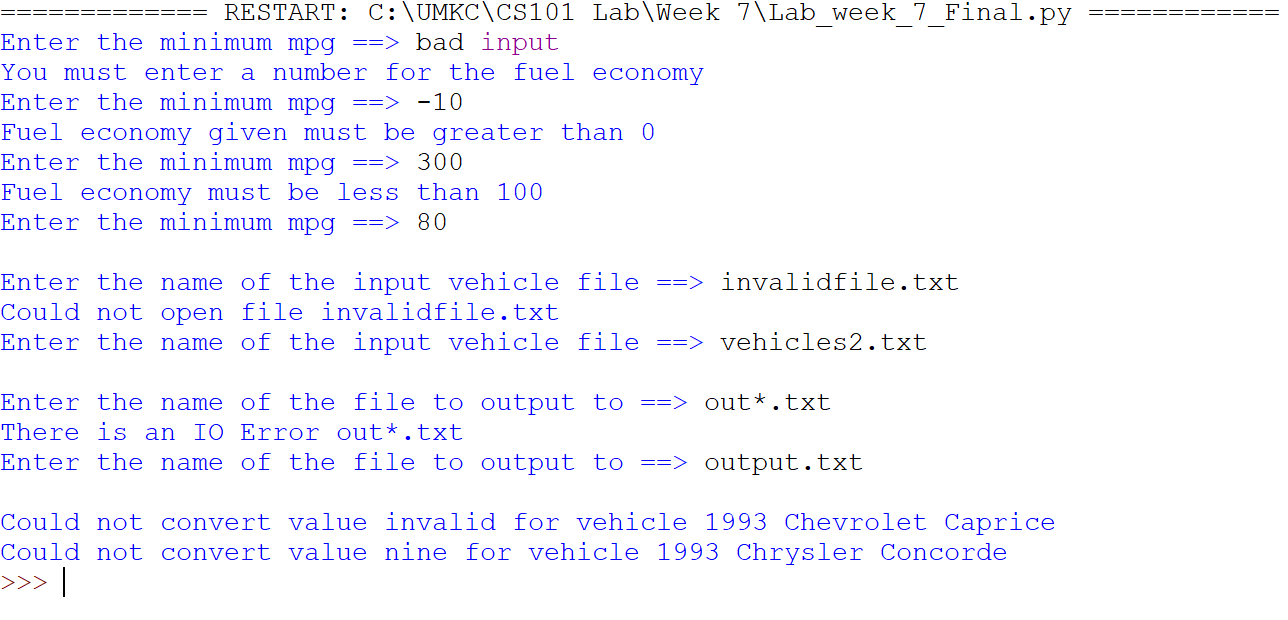 ============= RESTART: C:\UMKC\CS101 Lab\Week 7\Lab_week_7_Final.py ============
Enter the minimum mpg ==> bad input
You must enter a number for the fuel economy
Enter the minimum mpg ==> -10
Fuel economy given must be greater than 0
Enter the minimum mpg ==> 300
Fuel economy must be less than 100
Enter the minimum mpg ==> 80
Enter the name of the input vehicle file ==> invalidfile.txt
Could not open file invalidfile.txt
Enter the name of the input vehicle file ==> vehicles2.txt
Enter the name of the file to output to ==> out*.txt
There is an IO Error out*.txt
Enter the name of the file to output to ==> output.txt
Could not convert value invalid for vehicle 1993 Chevrolet Caprice
Could not convert value nine for vehicle 1993 Chrysler Concorde
>>>